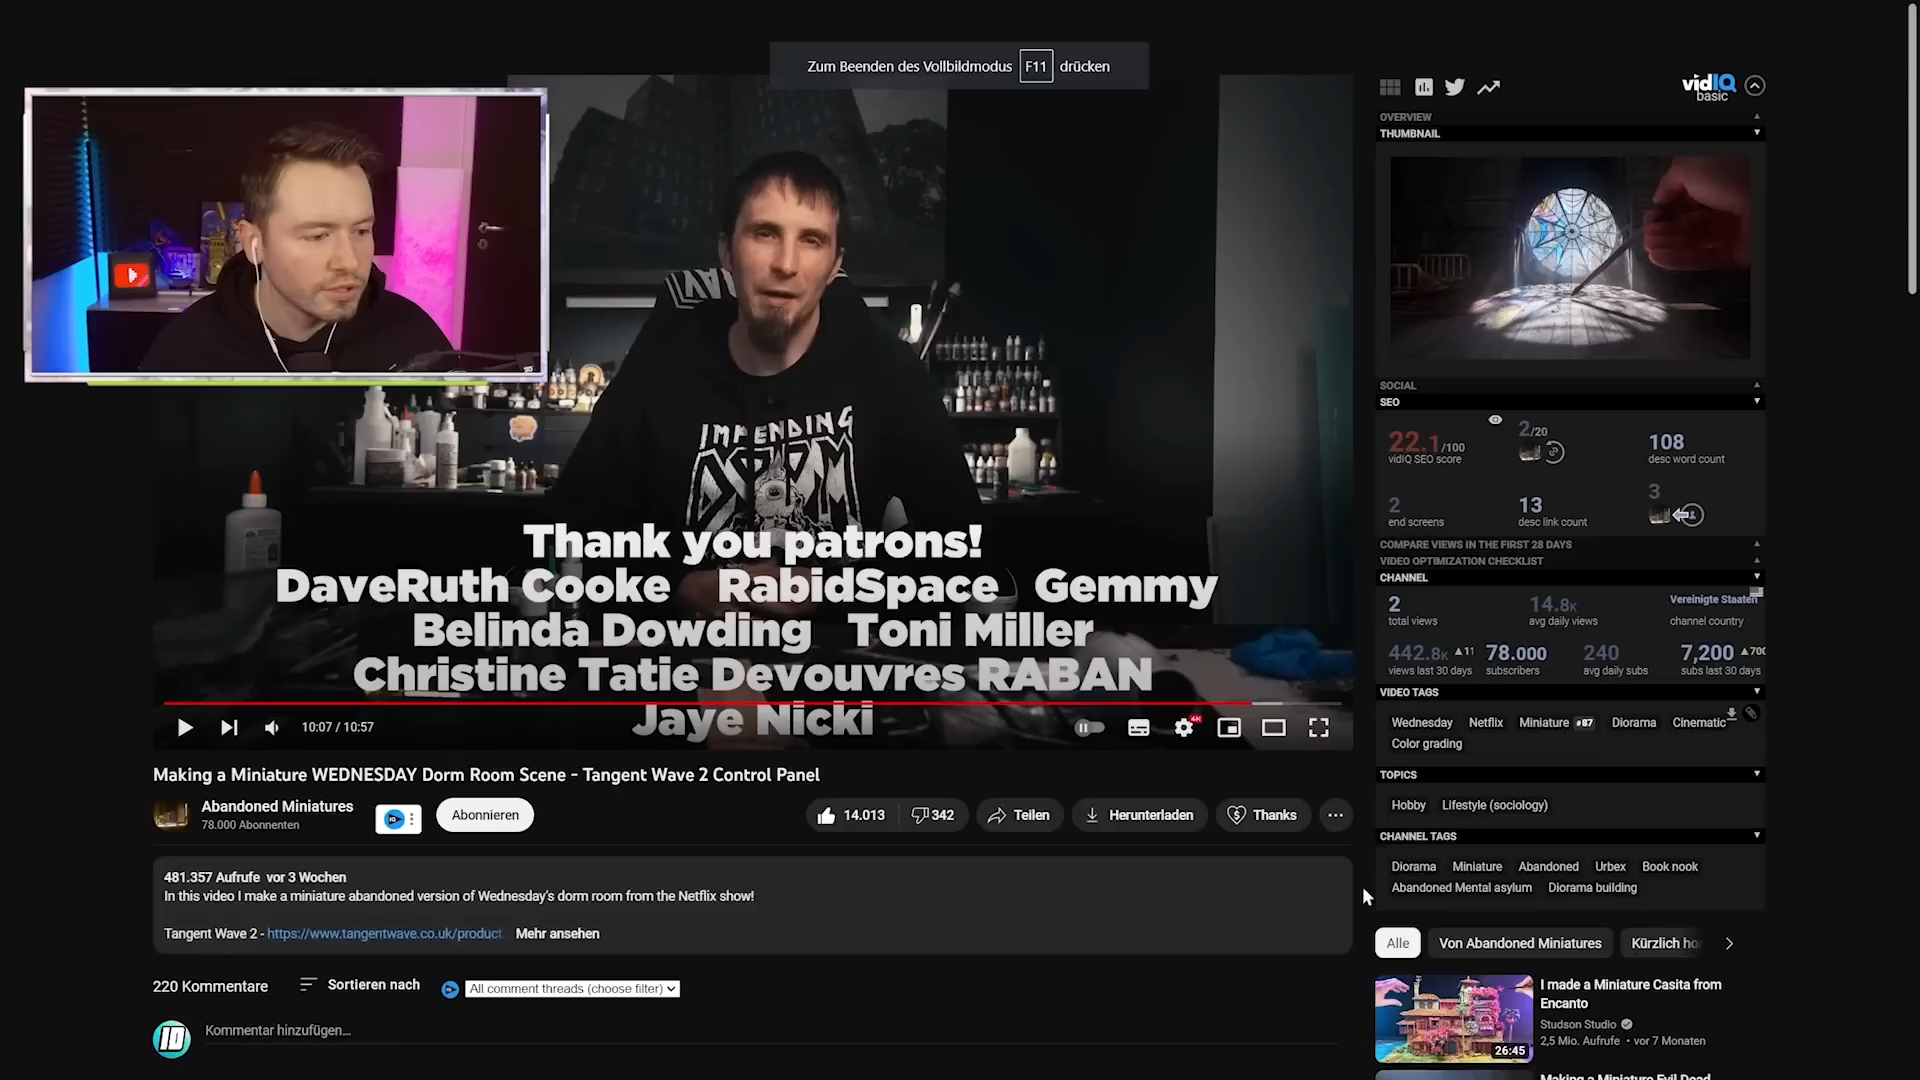 Zum Beenden des Vollbildmodus F11 drücken
IMPENDING
DOOM
Thank you patrons!
DaveRuth Cooke RabidSpace Gemmy
Belinda Dowding Toni Miller
Christine Tatie Devouvres RABAN
Jaye Nicki
10:07 / 10:57
Making a Miniature WEDNESDAY Dorm Room Scene - Tangent Wave 2 Control Panel
Abandoned Miniatures
78.000 Abonnenten
Abonnieren
14.013
342
Teilen
Herunterladen
Thanks
481.357 Aufrufe vor 3 Wochen
In this video I make a miniature abandoned version of Wednesday's dorm room from the Netflix show!
Tangent Wave 2 - https://www.tangentwave.co.uk/product
Mehr ansehen
220 Kommentare
Sortieren nach
All comment threads (choose filter)
Kommentar hinzufügen...
vidIQ
basic
OVERVIEW
THUMBNAIL
SOCIAL
SEO
22.1/100
vidIQ SEO score
2/20
108
desc word count
2
end screens
13
desc link count
3
COMPARE VIEWS IN THE FIRST 28 DAYS
VIDEO OPTIMIZATION CHECKLIST
CHANNEL
2
total views
14.8K
avg daily views
Vereinigte Staaten
channel country
442.8K ▲11
views last 30 days
78.000
subscribers
240
avg daily subs
7,200 ▲700
subs last 30 days
VIDEO TAGS
Wednesday Netflix Miniature #87 Diorama Cinematic
Color grading
TOPICS
Hobby Lifestyle (sociology)
CHANNEL TAGS
Diorama Miniature Abandoned Urbex Book nook
Abandoned Mental asylum Diorama building
Alle Von Abandoned Miniatures Kürzlich ho
I made a Miniature Casita from
Encanto
Studson Studio
2,5 Mio. Aufrufe • vor 7 Monaten
26:45
Making a Miniature Evil Dead